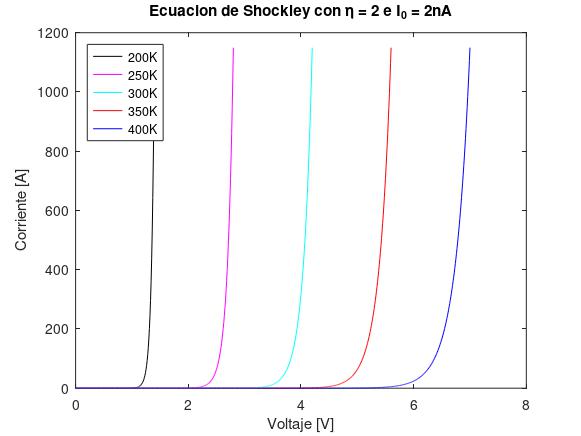 Ecuacion de Shockley con η = 2 e I₀ = 2nA
1200
1000
800
600
400
200
0
Corriente [A]
200K
250K
300K
350K
400K
0 2 4 6 8
Voltaje [V]